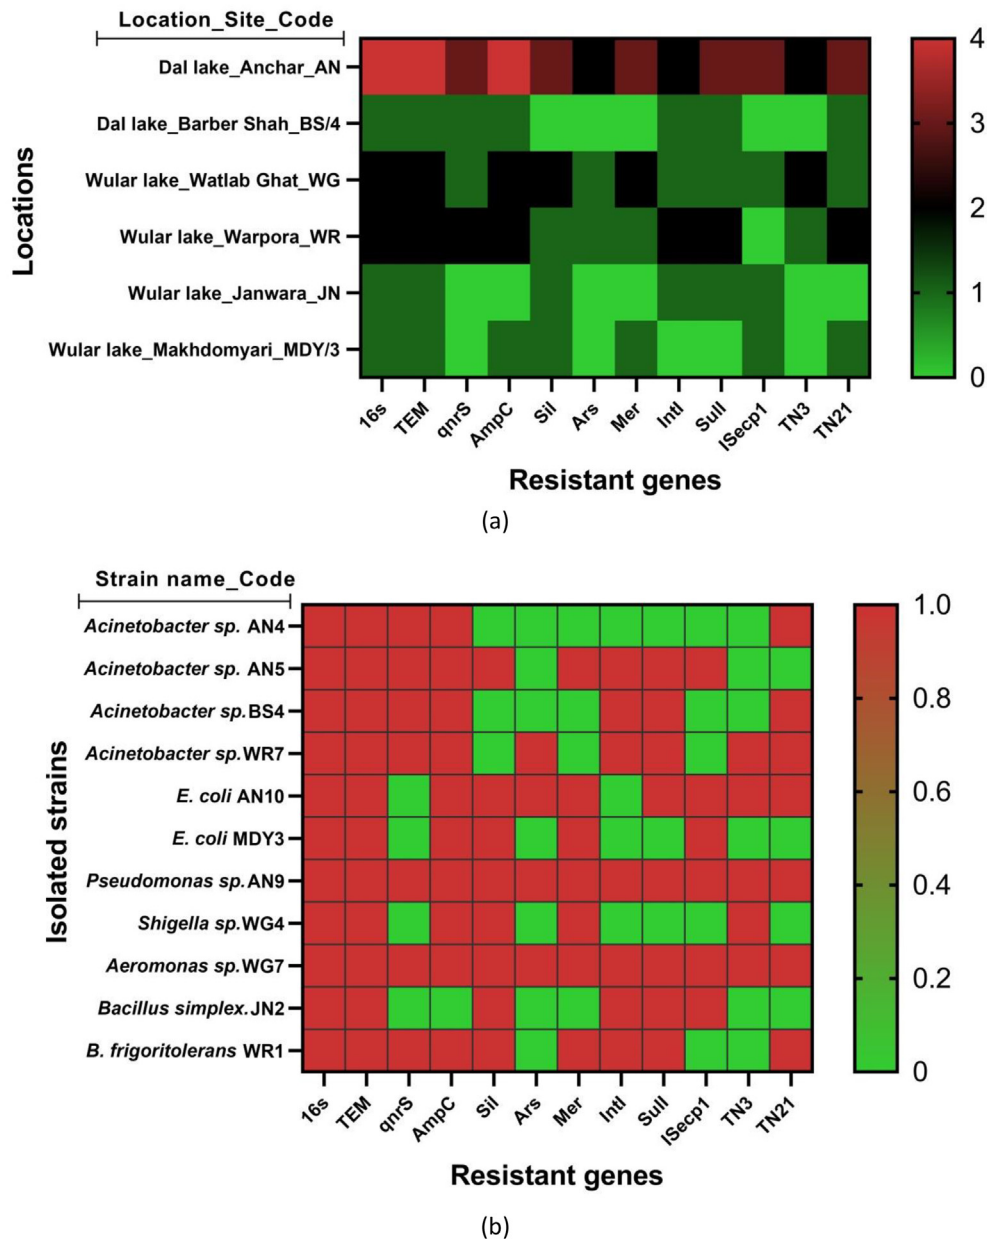 Location_Site_Code
Locations
Dal lake_Anchar_AN
Dal lake_Barber Shah_BS/4
Wular lake_Watlab Ghat_WG
Wular lake_Warpora_WR
Wular lake_Janwara_JN
Wular lake_Makhdomyari_MDY/3
4
3
2
1
0
16s TEM qnrS AmpC Sil Ars Mer IntI SulI ISecp1 TN3 TN21
Resistant genes
(a)
Strain name_Code
Isolated strains
Acinetobacter sp. AN4
Acinetobacter sp. AN5
Acinetobacter sp.BS4
Acinetobacter sp.WR7
E. coli AN10
E. coli MDY3
Pseudomonas sp.AN9
Shigella sp.WG4
Aeromonas sp.WG7
Bacillus simplex.JN2
B. frigoritolerans WR1
1.0
0.8
0.6
0.4
0.2
0
16s TEM qnrS AmpC Sil Ars Mer IntI SulI ISecp1 TN3 TN21
Resistant genes
(b)